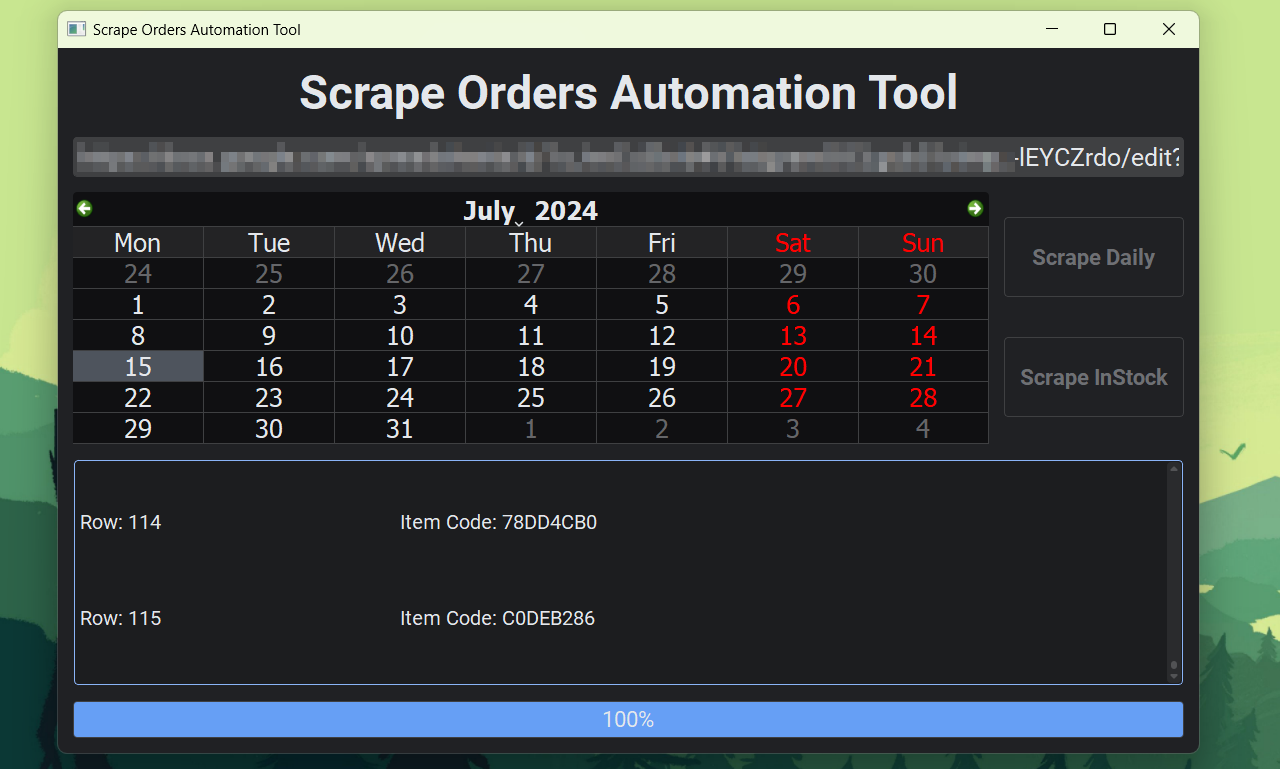 Scrape Orders Automation Tool
Scrape Orders Automation Tool
-lEYCZrdo/edit?
July 2024
Mon Tue Wed Thu Fri Sat Sun
24 25 26 27 28 29 30
1 2 3 4 5 6 7
8 9 10 11 12 13 14
15 16 17 18 19 20 21
22 23 24 25 26 27 28
29 30 31 1 2 3 4
Scrape Daily
Scrape InStock
Row: 114 Item Code: 78DD4CB0
Row: 115 Item Code: C0DEB286
100%